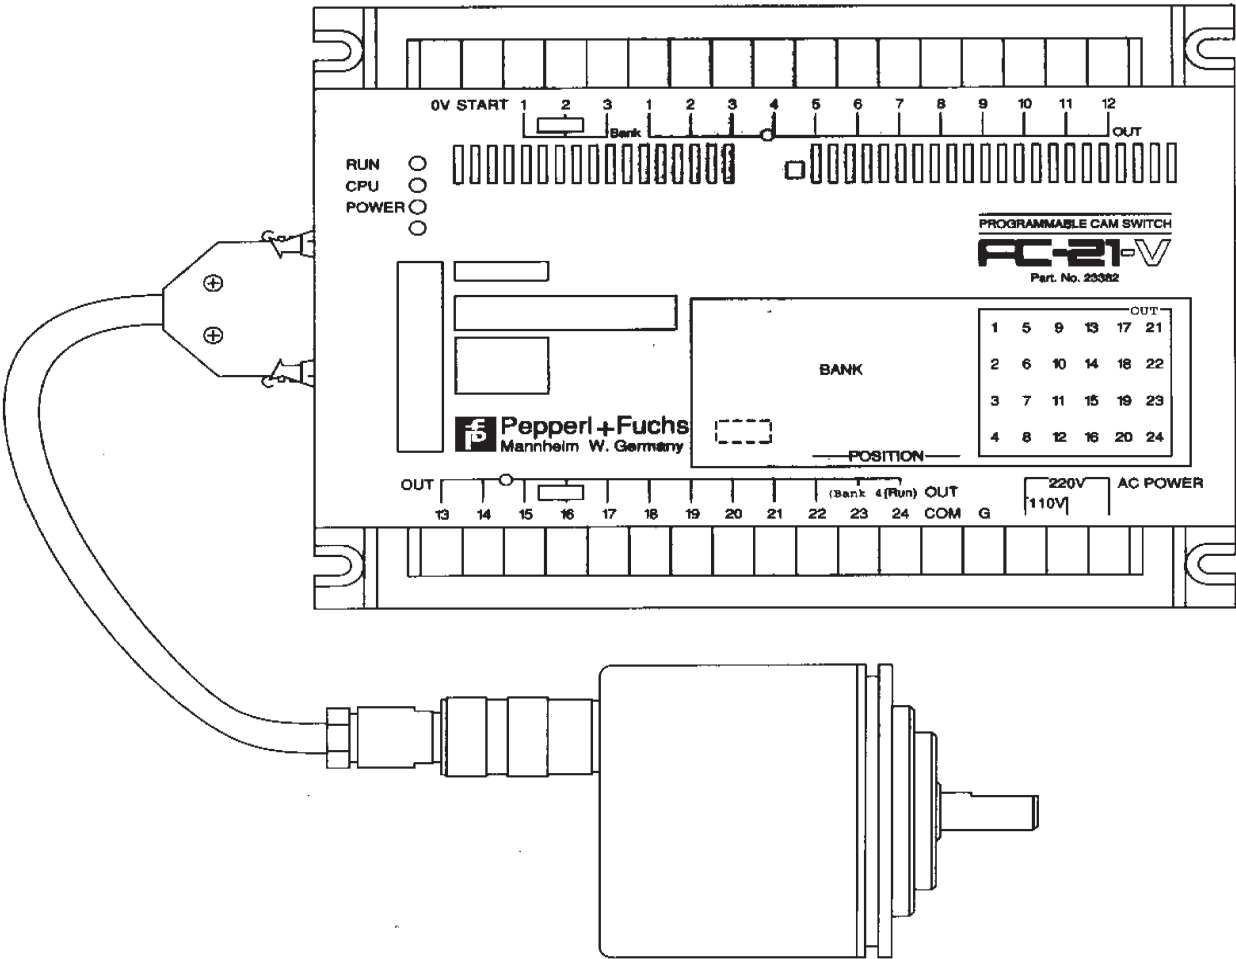 0V START 1 2 3 1 2 3 4 5 6 7 8 9 10 11 12
Bank OUT
RUN
CPU
POWER
PROGRAMMABLE CAM SWITCH
PC-21-V
Part. No. 23382
OUT
1 5 9 13 17 21
2 6 10 14 18 22
3 7 11 15 19 23
4 8 12 16 20 24
BANK
POSITION
Pepperl+Fuchs
Mannheim W. Germany
OUT
(Bank 4(Run) OUT
220V AC POWER
110V
13 14 15 16 17 18 19 20 21 22 23 24 COM G